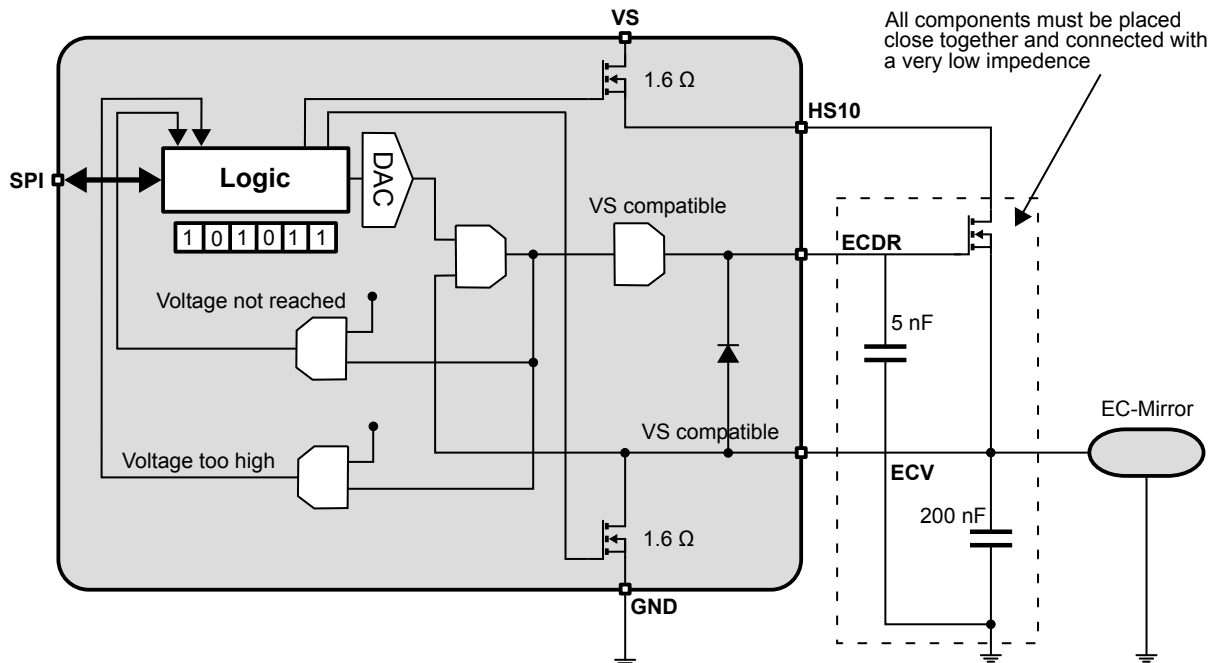 VS
All components must be placed
close together and connected with
a very low impedence
1.6 Ω
HS10
SPI
Logic
DAC
1 0 1 0 1 1
VS compatible
ECDR
Voltage not reached
5 nF
EC-Mirror
VS compatible
Voltage too high
ECV
200 nF
1.6 Ω
GND